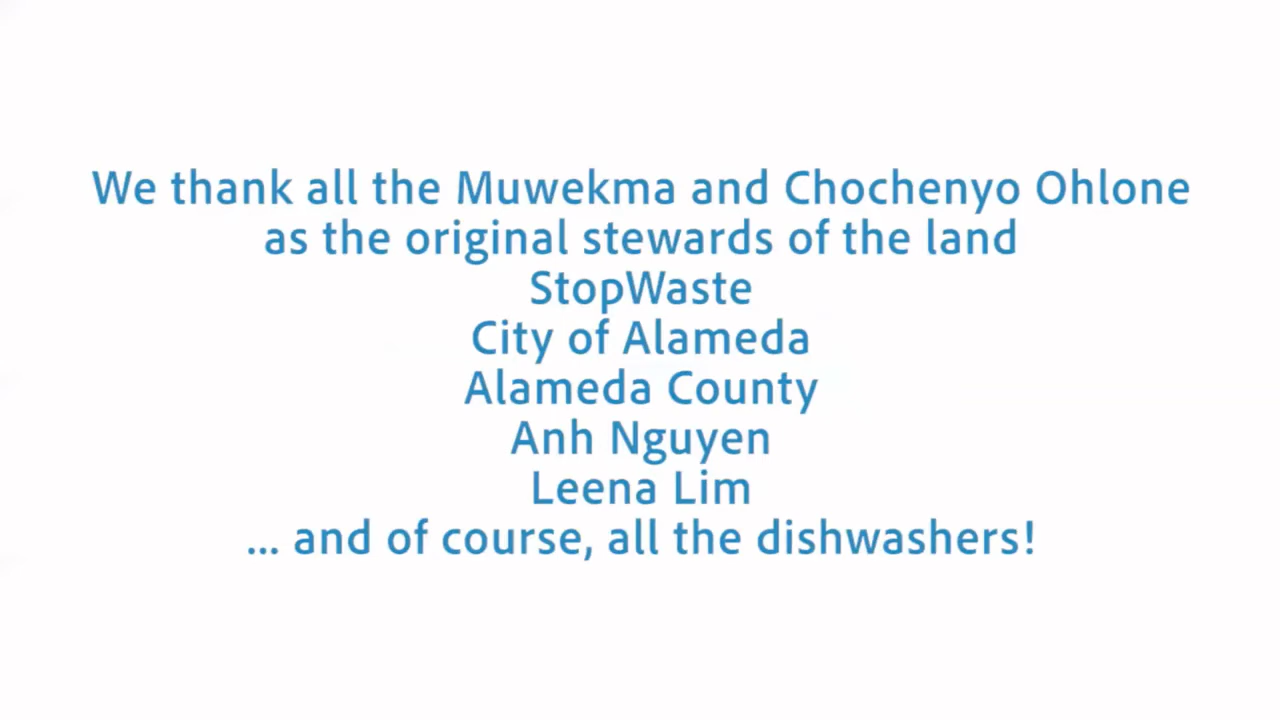 We thank all the Muwekma and Chochenyo Ohlone
as the original stewards of the land
StopWaste
City of Alameda
Alameda County
Anh Nguyen
Leena Lim
... and of course, all the dishwashers!